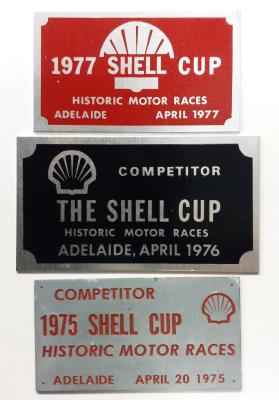 1977 SHELL CUP
HISTORIC MOTOR RACES
ADELAIDE APRIL 1977
COMPETITOR
THE SHELL CUP
HISTORIC MOTOR RACES
ADELAIDE, APRIL 1976
COMPETITOR
1975 SHELL CUP
HISTORIC MOTOR RACES
ADELAIDE APRIL 20 1975